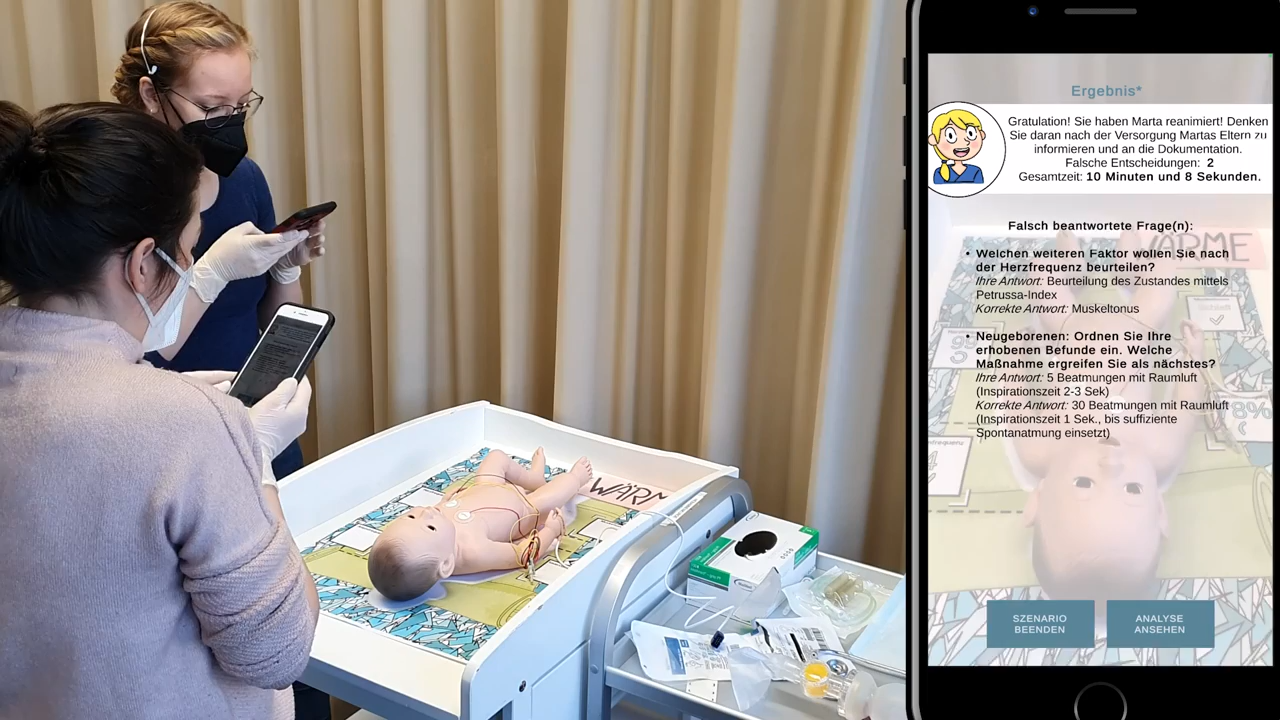 Ergebnis*
Gratulation! Sie haben Marta reanimiert! Denken
Sie daran nach der Versorgung Martas Eltern zu
informieren und an die Dokumentation.
Falsche Entscheidungen: 2
Gesamtzeit: 10 Minuten und 8 Sekunden.
Falsch beantwortete Frage(n):
• Welchen weiteren Faktor wollen Sie nach
der Herzfrequenz beurteilen?
Ihre Antwort: Beurteilung des Zustandes mittels
Petrussa-Index
Korrekte Antwort: Muskeltonus
• Neugeborenen: Ordnen Sie Ihre
erhobenen Befunde ein. Welche
Maßnahme ergreifen Sie als nächstes?
Ihre Antwort: 5 Beatmungen mit Raumluft
(Inspirationszeit 2-3 Sek)
Korrekte Antwort: 30 Beatmungen mit Raumluft
(Inspirationszeit 1 Sek., bis suffiziente
Spontanatmung einsetzt)
SZENARIO
BEENDEN
ANALYSE
ANSEHEN
WÄRME
WÄRM